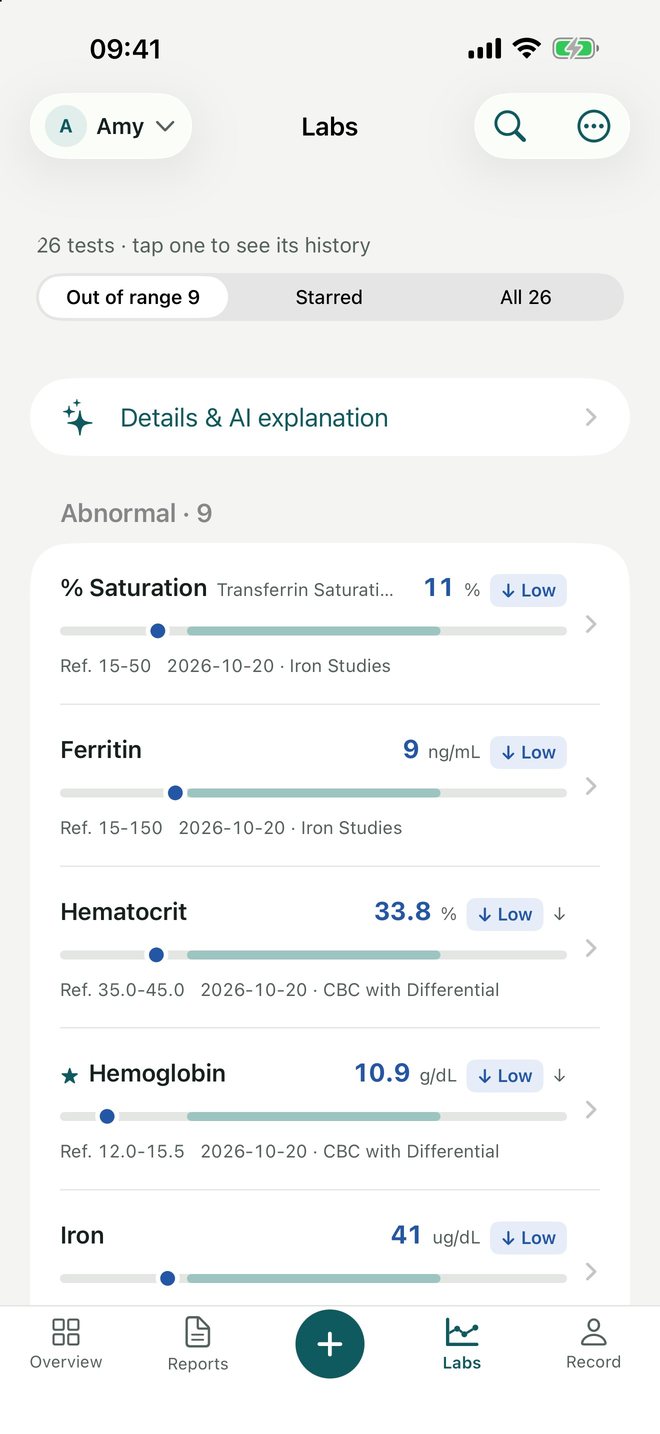 09:41
A Amy
Labs
26 tests · tap one to see its history
Out of range 9
Starred
All 26
Details & AI explanation
Abnormal · 9
% Saturation Transferrin Saturati... 11 % ↓ Low
Ref. 15-50 2026-10-20 · Iron Studies
Ferritin 9 ng/mL ↓ Low
Ref. 15-150 2026-10-20 · Iron Studies
Hematocrit 33.8 % ↓ Low ↓
Ref. 35.0-45.0 2026-10-20 · CBC with Differential
★ Hemoglobin 10.9 g/dL ↓ Low ↓
Ref. 12.0-15.5 2026-10-20 · CBC with Differential
Iron 41 ug/dL ↓ Low
Overview
Reports
Labs
Record